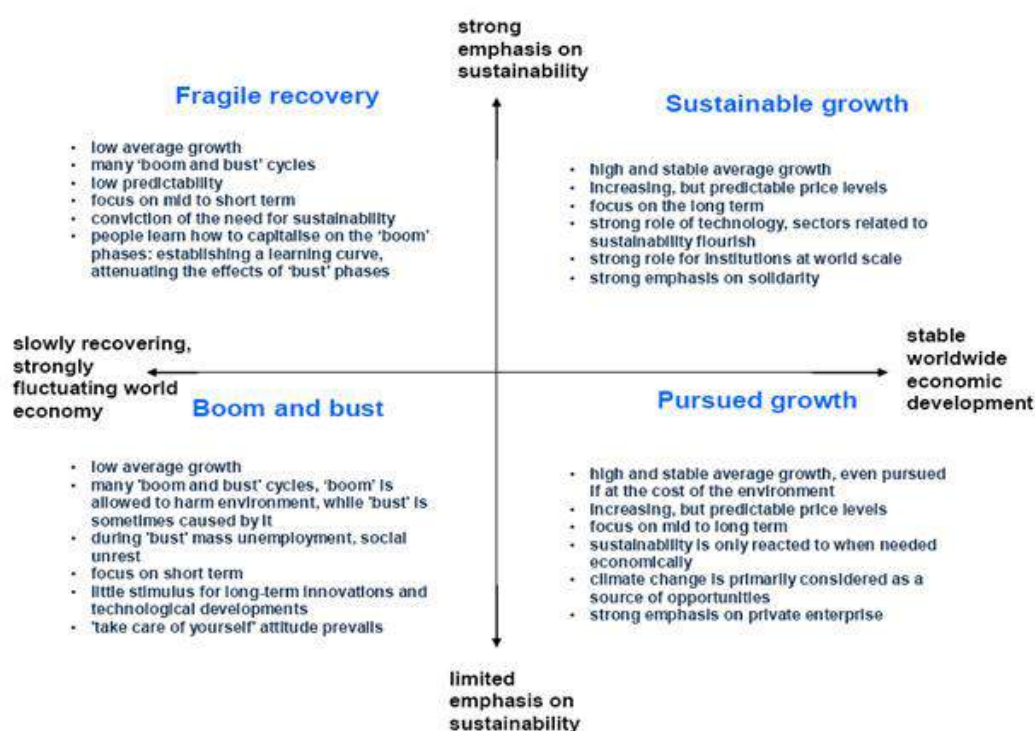 strong
emphasis on
sustainability
Fragile recovery
• low average growth
• many ‘boom and bust’ cycles
• low predictability
• focus on mid to short term
• conviction of the need for sustainability
• people learn how to capitalise on the ‘boom’
phases: establishing a learning curve,
attenuating the effects of ‘bust’ phases
Sustainable growth
• high and stable average growth
• increasing, but predictable price levels
• focus on the long term
• strong role of technology, sectors related to
sustainability flourish
• strong role for institutions at world scale
• strong emphasis on solidarity
slowly recovering,
strongly
fluctuating world
economy
stable
worldwide
economic
development
Boom and bust
• low average growth
• many 'boom and bust' cycles, ‘boom’ is
allowed to harm environment, while 'bust' is
sometimes caused by it
• during 'bust' mass unemployment, social
unrest
• focus on short term
• little stimulus for long-term innovations and
technological developments
• 'take care of yourself' attitude prevails
Pursued growth
• high and stable average growth, even pursued
if at the cost of the environment
• increasing, but predictable price levels
• focus on mid to long term
• sustainability is only reacted to when needed
economically
• climate change is primarily considered as a
source of opportunities
• strong emphasis on private enterprise
limited
emphasis on
sustainability